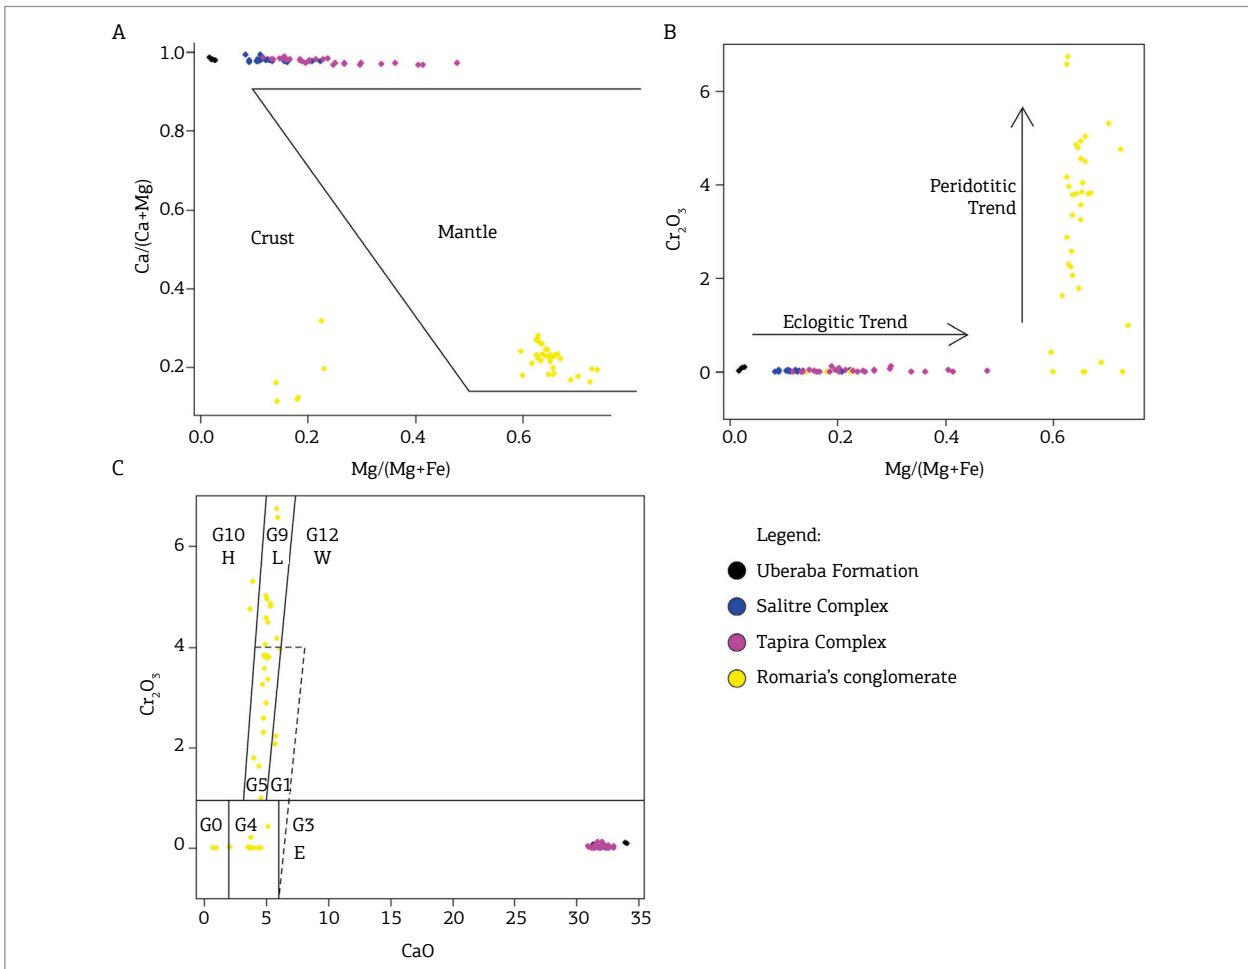 A
1.0
0.8
0.6
0.4
0.2
Ca/(Ca+Mg)
Crust
Mantle
0.0
0.2
0.4
0.6
Mg/(Mg+Fe)
B
6
4
2
0
Cr2O3
Peridotitic
Trend
Eclogitic Trend
0.0
0.2
0.4
0.6
Mg/(Mg+Fe)
C
6
4
2
0
Cr2O3
G10
H
G9
L
G12
W
G5
G1
G0
G4
G3
E
0
5
10
15
20
25
30
35
CaO
Legend:
Uberaba Formation
Salitre Complex
Tapira Complex
Romaria's conglomerate